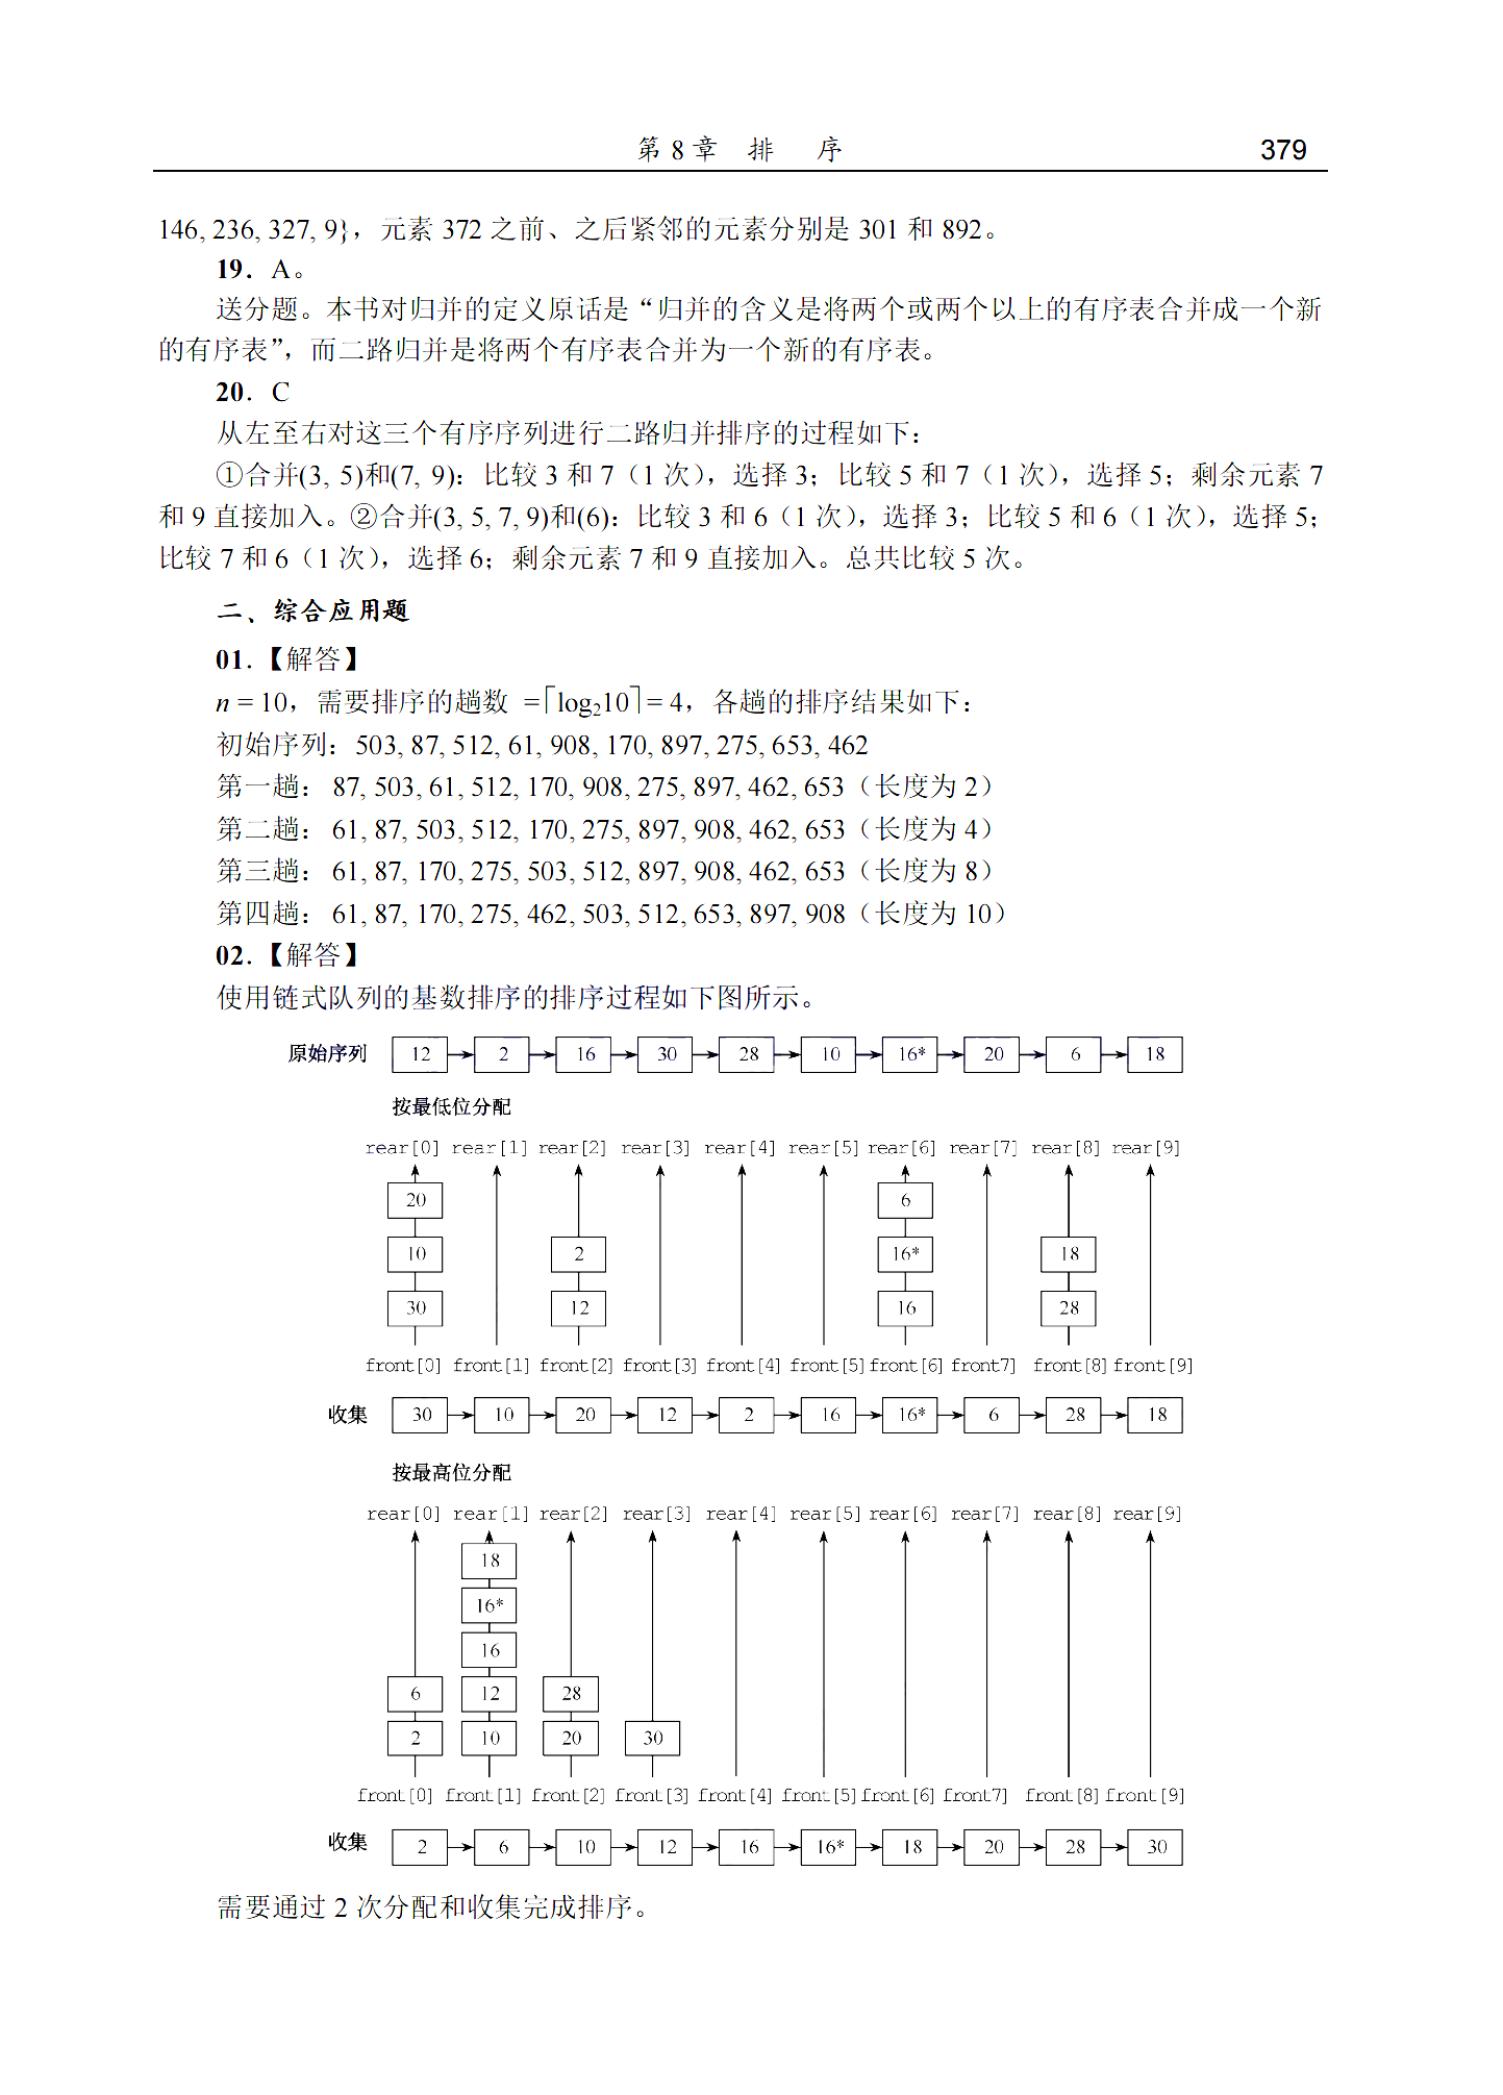 第 8 章 排 序 379
146, 236, 327, 9}，元素 372 之前、之后紧邻的元素分别是 301 和 892。
19．A。
送分题。本书对归并的定义原话是“归并的含义是将两个或两个以上的有序表合并成一个新
的有序表”，而二路归并是将两个有序表合并为一个新的有序表。
20．C
从左至右对这三个有序序列进行二路归并排序的过程如下：
①合并(3, 5)和(7, 9)：比较 3 和 7（1 次），选择 3；比较 5 和 7（1 次），选择 5；剩余元素 7
和 9 直接加入。②合并(3, 5, 7, 9)和(6)：比较 3 和 6（1 次），选择 3；比较 5 和 6（1 次），选择 5；
比较 7 和 6（1 次），选择 6；剩余元素 7 和 9 直接加入。总共比较 5 次。
二、综合应用题
01．【解答】
n = 10，需要排序的趟数 =⌈log₂10⌉= 4，各趟的排序结果如下：
初始序列：503, 87, 512, 61, 908, 170, 897, 275, 653, 462
第一趟：87, 503, 61, 512, 170, 908, 275, 897, 462, 653（长度为 2）
第二趟：61, 87, 503, 512, 170, 275, 897, 908, 462, 653（长度为 4）
第三趟：61, 87, 170, 275, 503, 512, 897, 908, 462, 653（长度为 8）
第四趟：61, 87, 170, 275, 462, 503, 512, 653, 897, 908（长度为 10）
02．【解答】
使用链式队列的基数排序的排序过程如下图所示。
原始序列 12 2 16 30 28 10 16* 20 6 18
按最低位分配
rear[0] rear[1] rear[2] rear[3] rear[4] rear[5] rear[6] rear[7] rear[8] rear[9]
20 6
10 2 16* 18
30 12 16 28
front[0] front[1] front[2] front[3] front[4] front[5] front[6] front7] front[8] front[9]
收集 30 10 20 12 2 16 16* 6 28 18
按最高位分配
rear[0] rear[1] rear[2] rear[3] rear[4] rear[5] rear[6] rear[7] rear[8] rear[9]
18
16*
16
6 12 28
2 10 20 30
front[0] front[1] front[2] front[3] front[4] front[5] front[6] front7] front[8] front[9]
收集 2 6 10 12 16 16* 18 20 28 30
需要通过 2 次分配和收集完成排序。